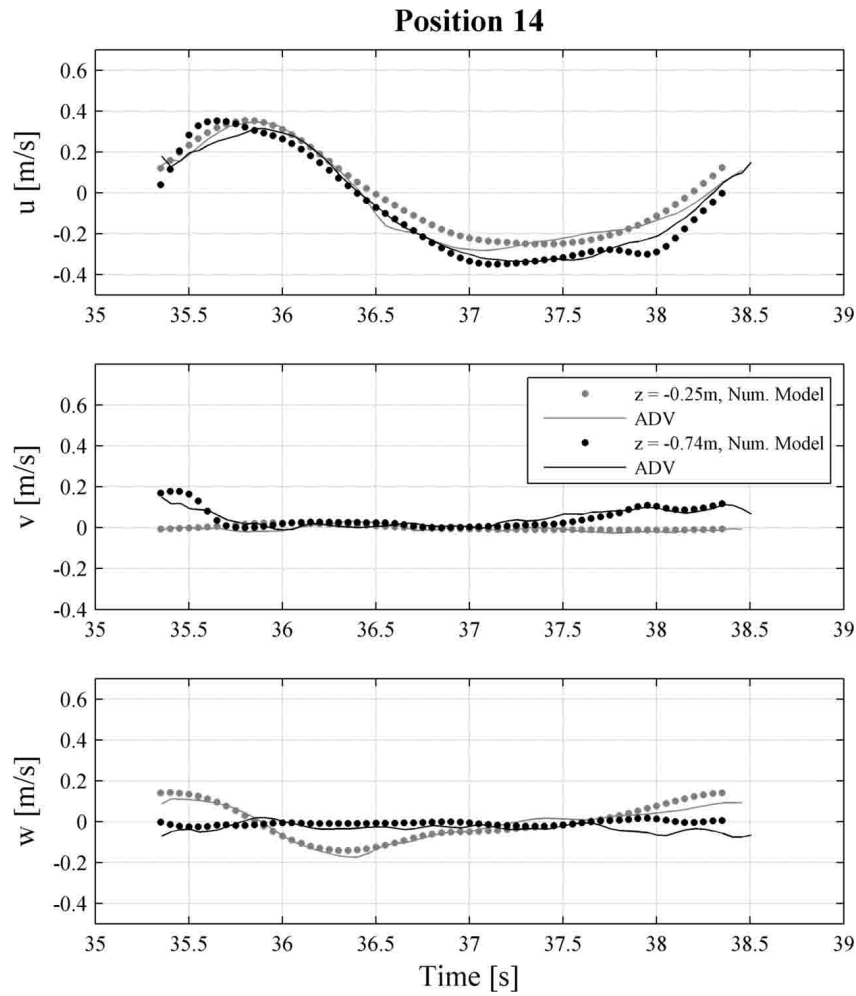 Position 14
0.6
0.4
0.2
0
-0.2
-0.4
u [m/s]
35 35.5 36 36.5 37 37.5 38 38.5 39
0.6
0.4
0.2
0
-0.2
-0.4
v [m/s]
z = -0.25m, Num. Model
ADV
z = -0.74m, Num. Model
ADV
35 35.5 36 36.5 37 37.5 38 38.5 39
0.6
0.4
0.2
0
-0.2
-0.4
w [m/s]
35 35.5 36 36.5 37 37.5 38 38.5 39
Time [s]